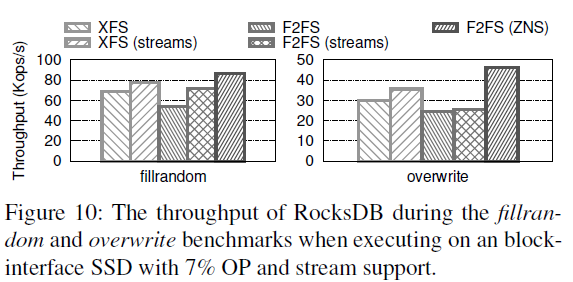 XFS
F2FS
F2FS (ZNS)
XFS (streams)
F2FS (streams)
Throughput (Kops/s)
100
80
60
40
20
0
fillrandom
50
40
30
20
10
0
overwrite
Figure 10: The throughput of RocksDB during the fillran-
dom and overwrite benchmarks when executing on an block-
interface SSD with 7% OP and stream support.